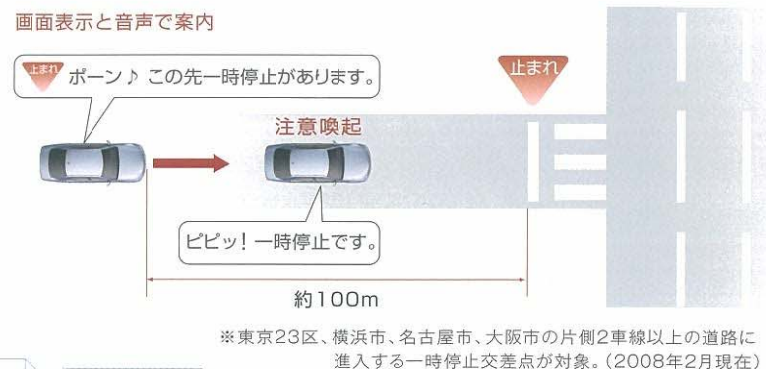 画面表示と音声で案内
止まれ ポーン♪ この先一時停止があります。
止まれ
注意喚起
ピピッ! 一時停止です。
約100m
※東京23区、横浜市、名古屋市、大阪市の片側2車線以上の道路に
進入する一時停止交差点が対象。(2008年2月現在)